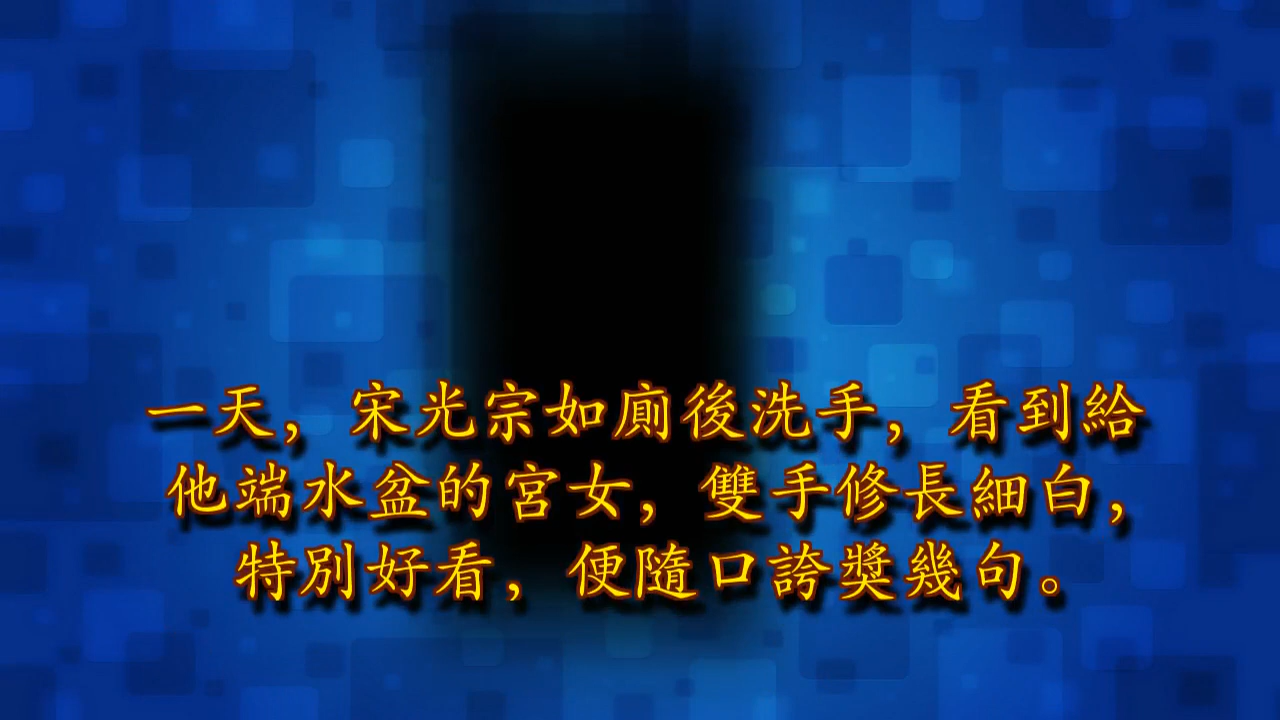 一天，宋光宗如廁後洗手，看到給
他端水盆的宮女，雙手修長細白，
特別好看，便隨口誇獎幾句。